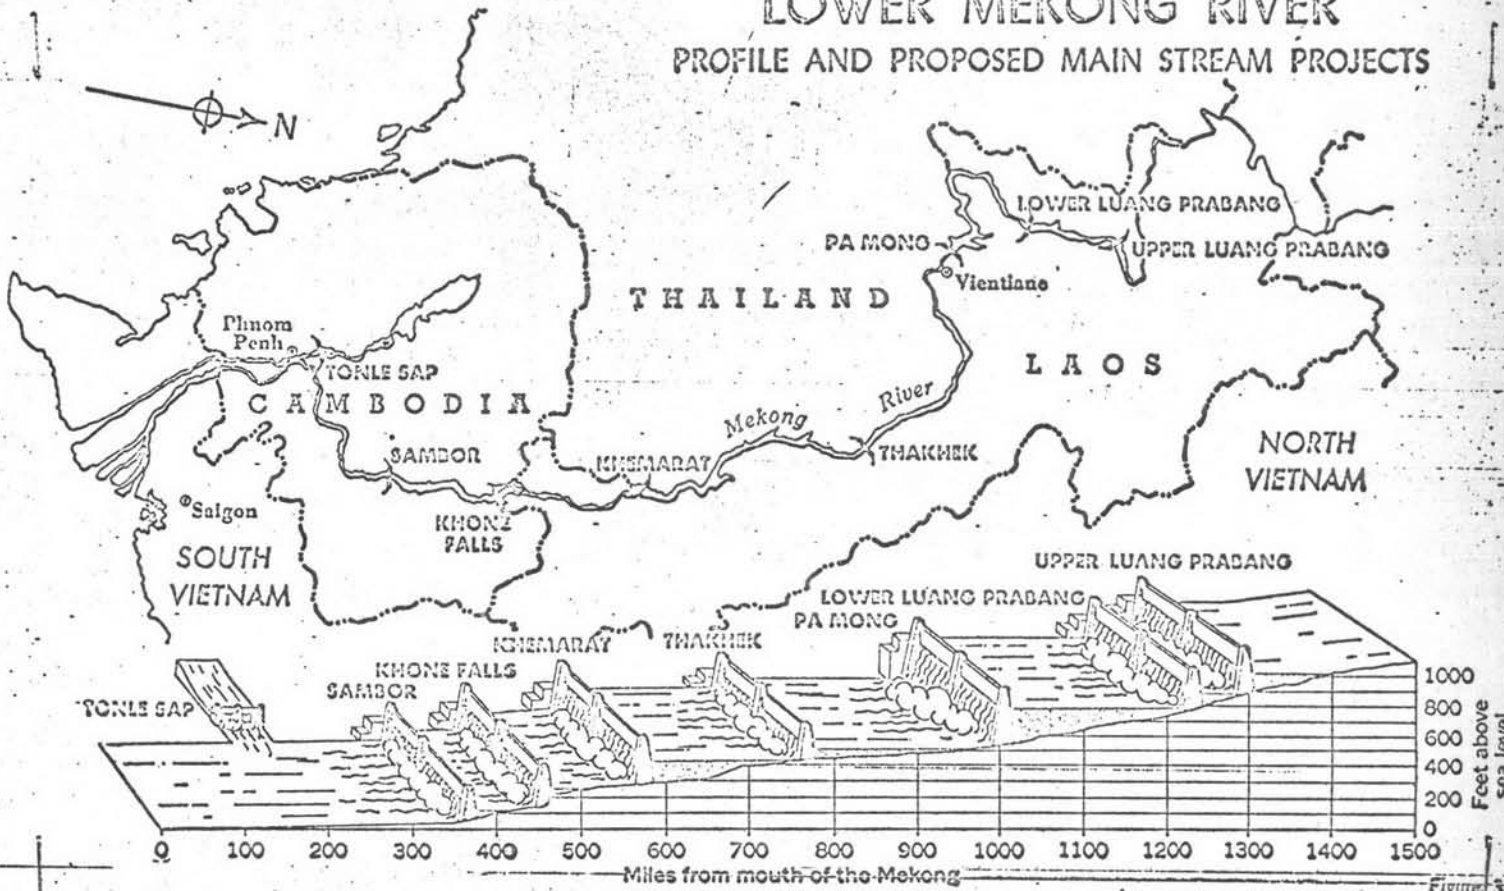 LOWER MEKONG RIVER
PROFILE AND PROPOSED MAIN STREAM PROJECTS
N
LOWER LUANG PRABANG
PA MONG
UPPER LUANG PRABANG
Vientiane
THAILAND
Phnom
Penh
TONLE SAP
LAOS
CAMBODIA
Mekong River
SAMBOR
KHEMARAT
THAKHEK
NORTH
VIETNAM
Saigon
KHONE
FALLS
SOUTH
VIETNAM
UPPER LUANG PRABANG
LOWER LUANG PRABANG
PA MONG
KHEMARAT
THAKHEK
KHONE FALLS
SAMBOR
TONLE SAP
1000
800
600
400
200
0
Feet above
sea level
0 100 200 300 400 500 600 700 800 900 1000 1100 1200 1300 1400 1500
Miles from mouth of the Mekong